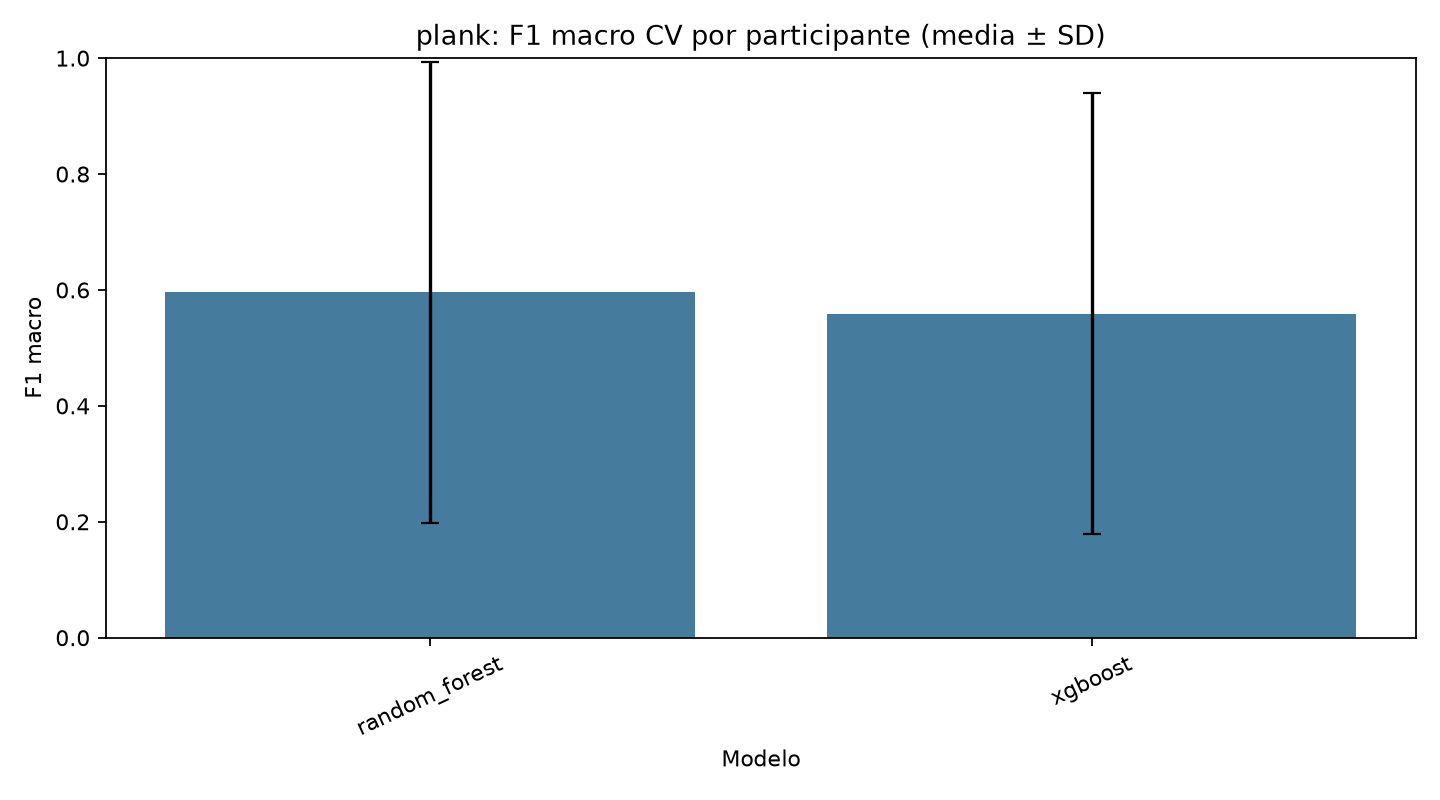 plank: F1 macro CV por participante (media ± SD)
1.0
0.8
0.6
0.4
0.2
0.0
F1 macro
random_forest
xgboost
Modelo